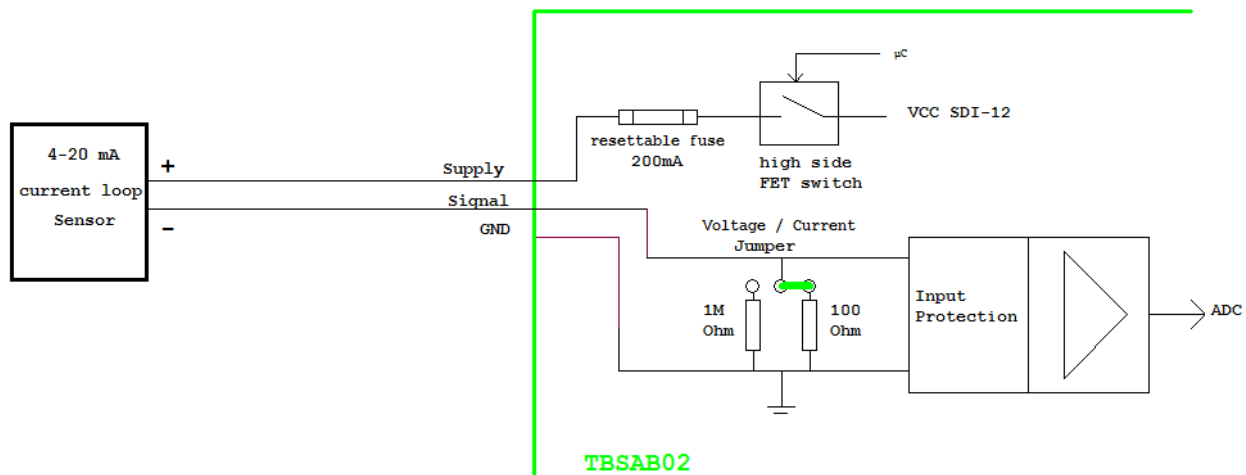 µC
VCC SDI-12
resettable fuse
200mA
high side
FET switch
4-20 mA
current loop
Sensor
+
-
Supply
Signal
GND
Voltage / Current
Jumper
1M
Ohm
100
Ohm
Input
Protection
ADC
TBSAB02